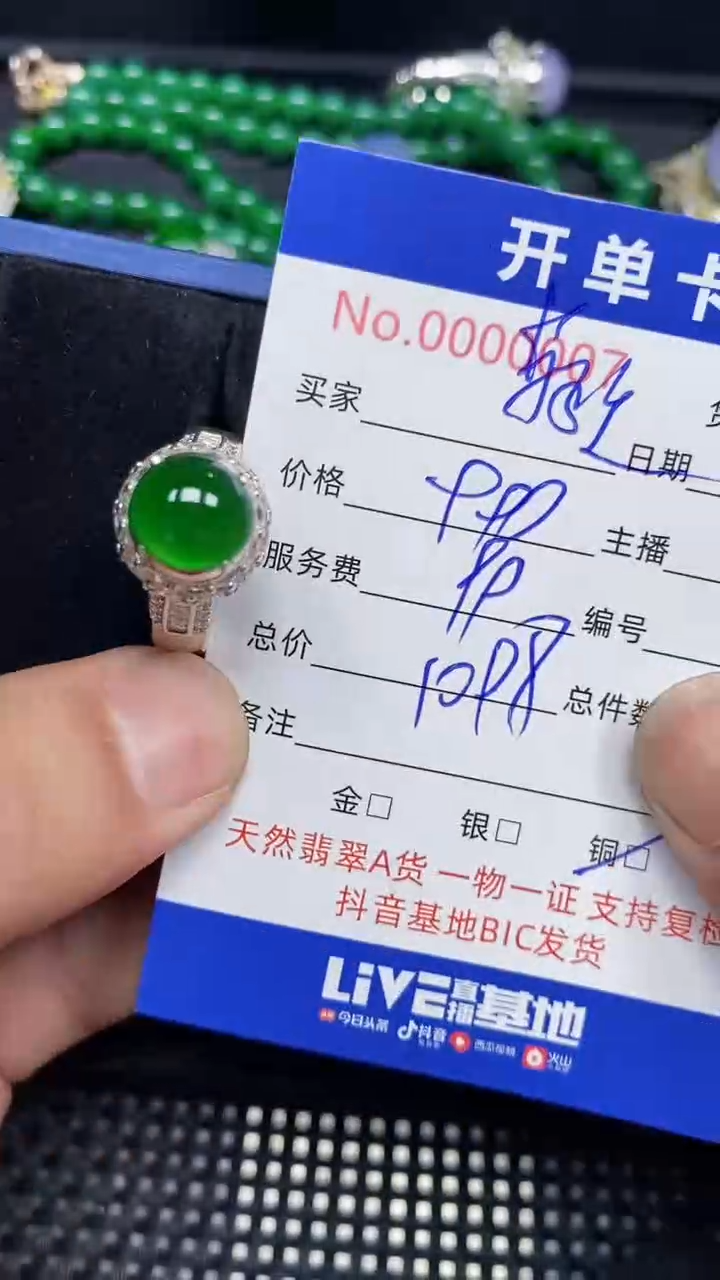 开单卡
No.0000007
买家
日期
价格
主播
服务费
编号
总价 1098
总件数
备注
金□ 银□ 铜□
天然翡翠A货 一物一证 支持复检
抖音基地BIC发货
LiVE直播基地
今日头条 抖音 西瓜视频 火山